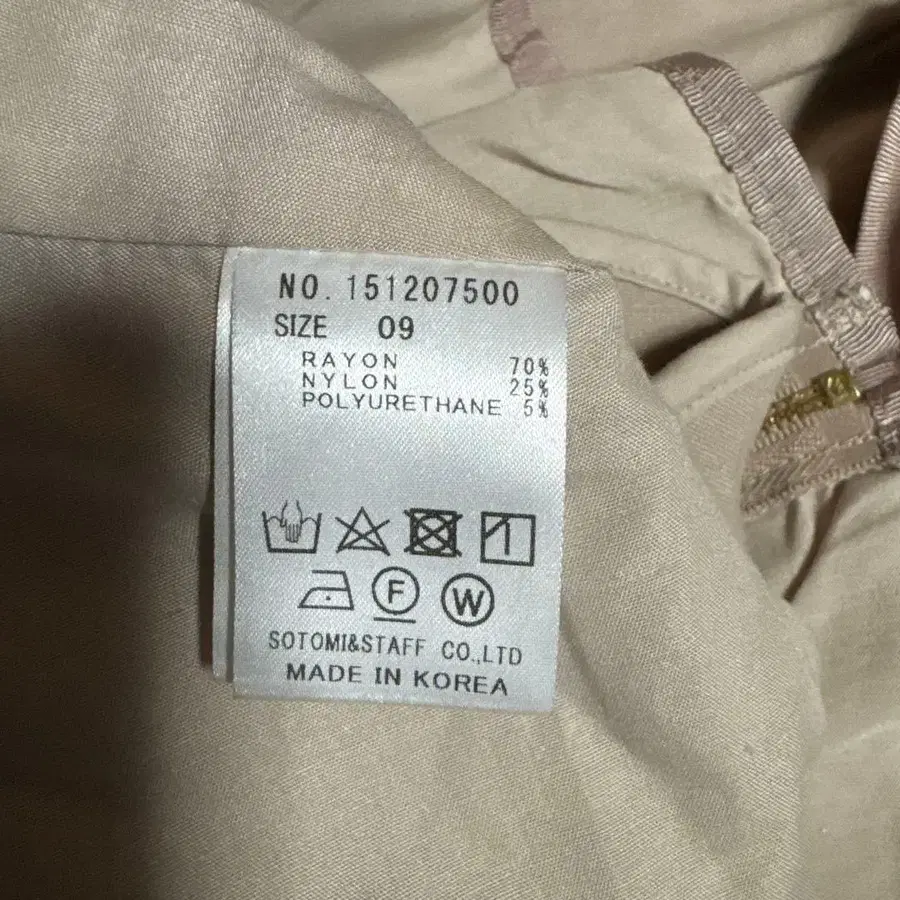 NO. 151207500
SIZE 09
RAYON 70%
NYLON 25%
POLYURETHANE 5%
F W
SOTOMI&STAFF CO.,LTD
MADE IN KOREA